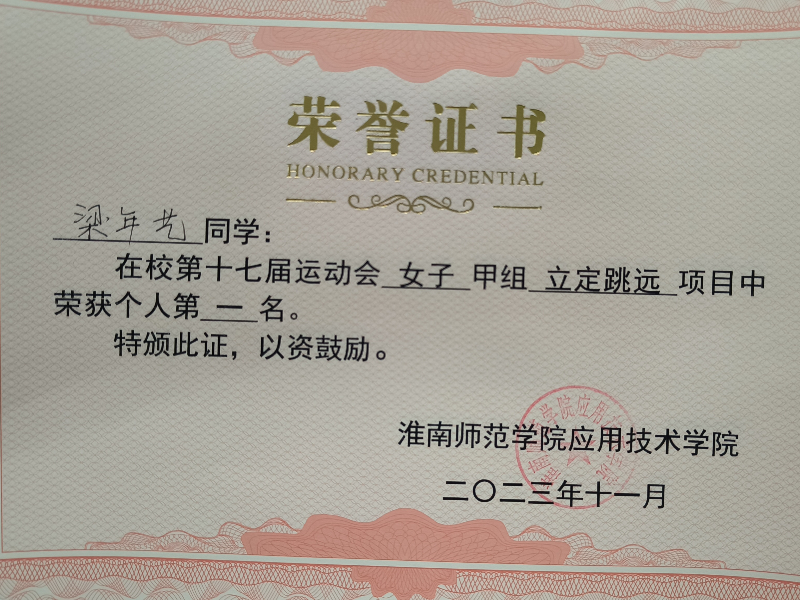 荣誉证书
HONORARY CREDENTIAL
梁年艺同学：
在校第十七届运动会 女子 甲组 立定跳远 项目中
荣获个人第 一 名。
特颁此证，以资鼓励。
淮南师范学院应用技术学院
二〇二三年十一月